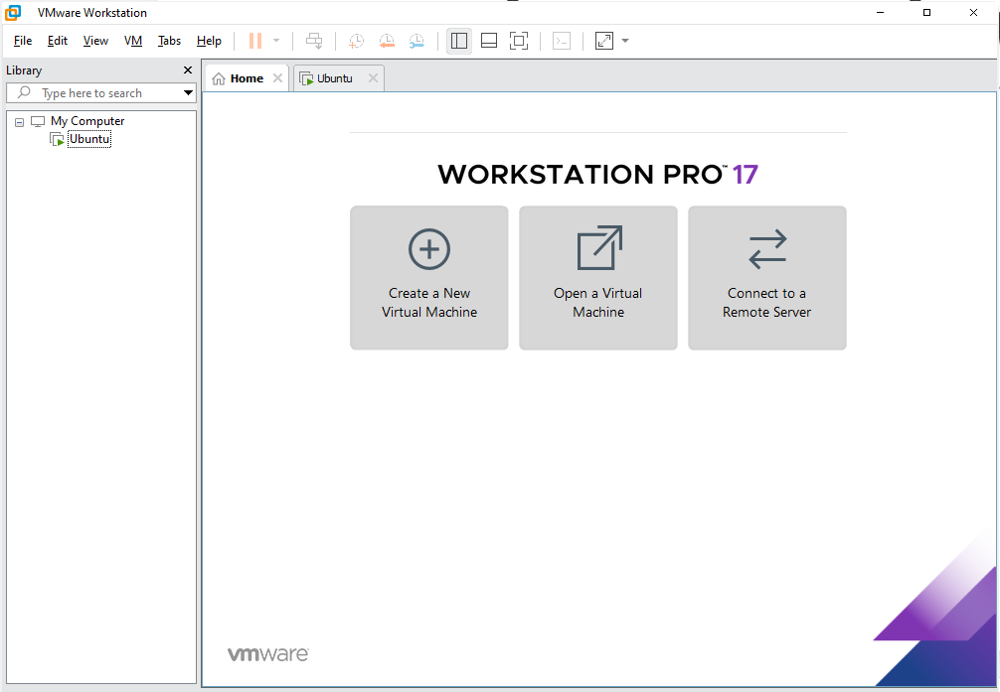 VMware Workstation
File Edit View VM Tabs Help
Library
Home
Ubuntu
Type here to search
My Computer
Ubuntu
WORKSTATION PRO™ 17
Create a New
Virtual Machine
Open a Virtual
Machine
Connect to a
Remote Server
vmware